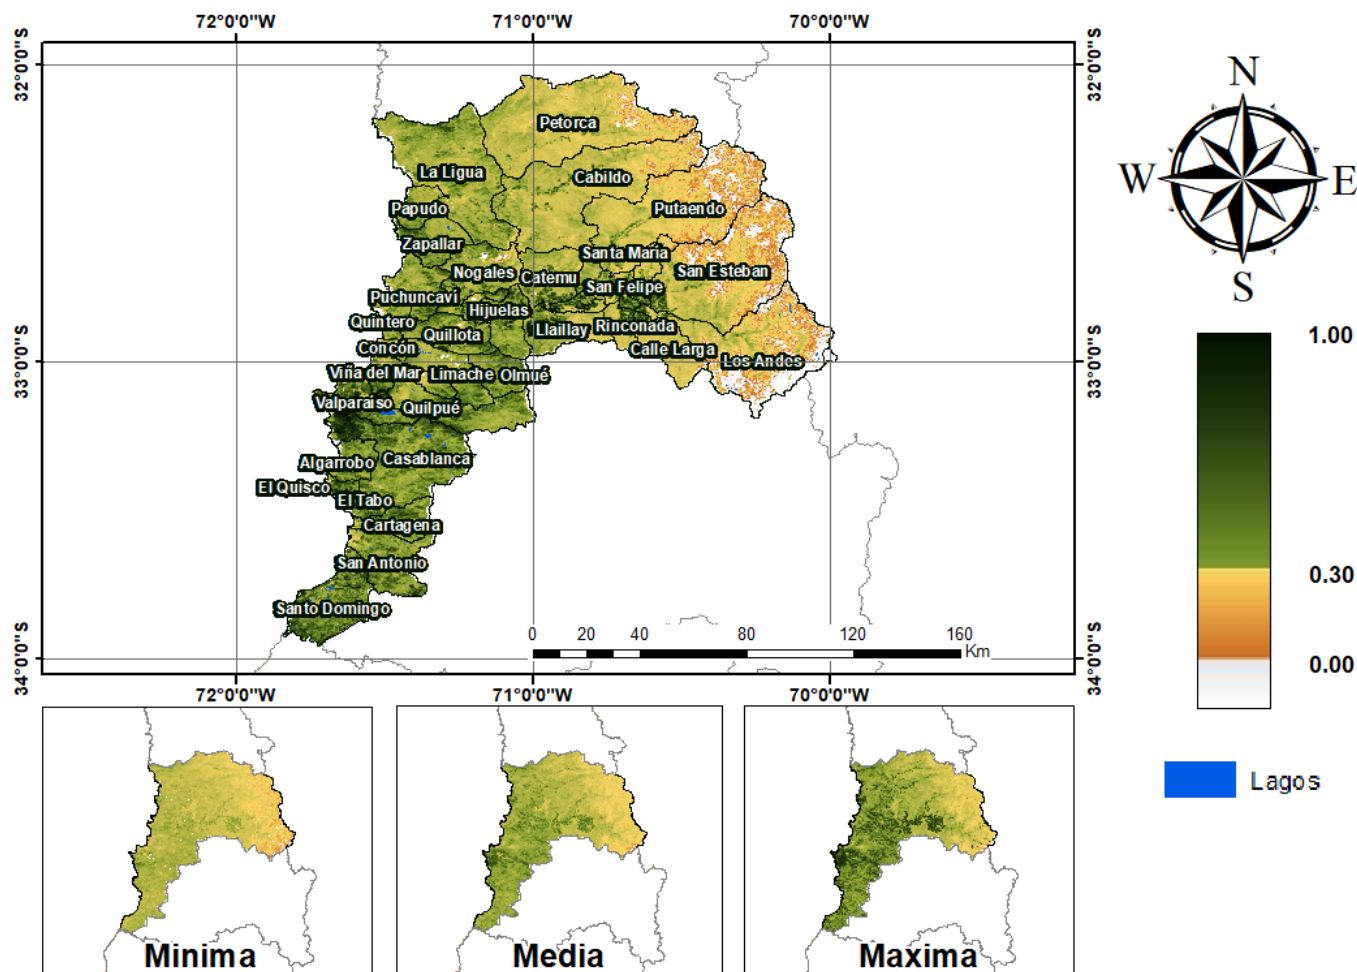 72°0'0"W
71°0'0"W
70°0'0"W
32°0'0"S
32°0'0"S
Petorca
La Ligua
Cabildo
Papudo
Putaendo
Zapallar
Santa María
Nogales
Catemu
San Esteban
San Felipe
Puchuncaví
Hijuelas
Quintero
Quillota
Llaillay
Rinconada
Concón
Calle Larga
Los Andes
33°0'0"S
33°0'0"S
Viña del Mar
Limache
Olmué
Valparaíso
Quilpué
Algarrobo
Casablanca
El Quisco
El Tabo
Cartagena
San Antonio
Santo Domingo
0 20 40 80 120 160
Km
34°0'0"S
34°0'0"S
72°0'0"W
71°0'0"W
70°0'0"W
N
W
E
S
1.00
0.30
0.00
Lagos
Minima
Media
Maxima